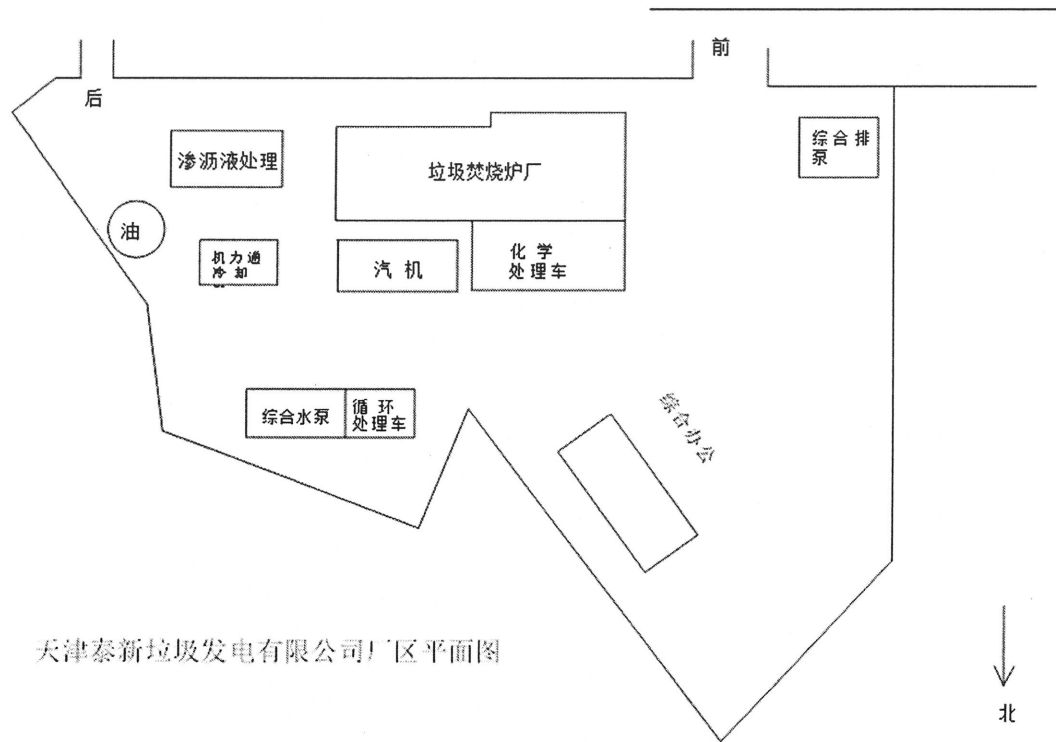 前
后
综合排
泵
渗沥液处理
垃圾焚烧炉厂
油
机力通
冷却
汽机
化学
处理车
综合水泵
循环
处理车
综合办公
天津泰新垃圾发电有限公司厂区平面图
北